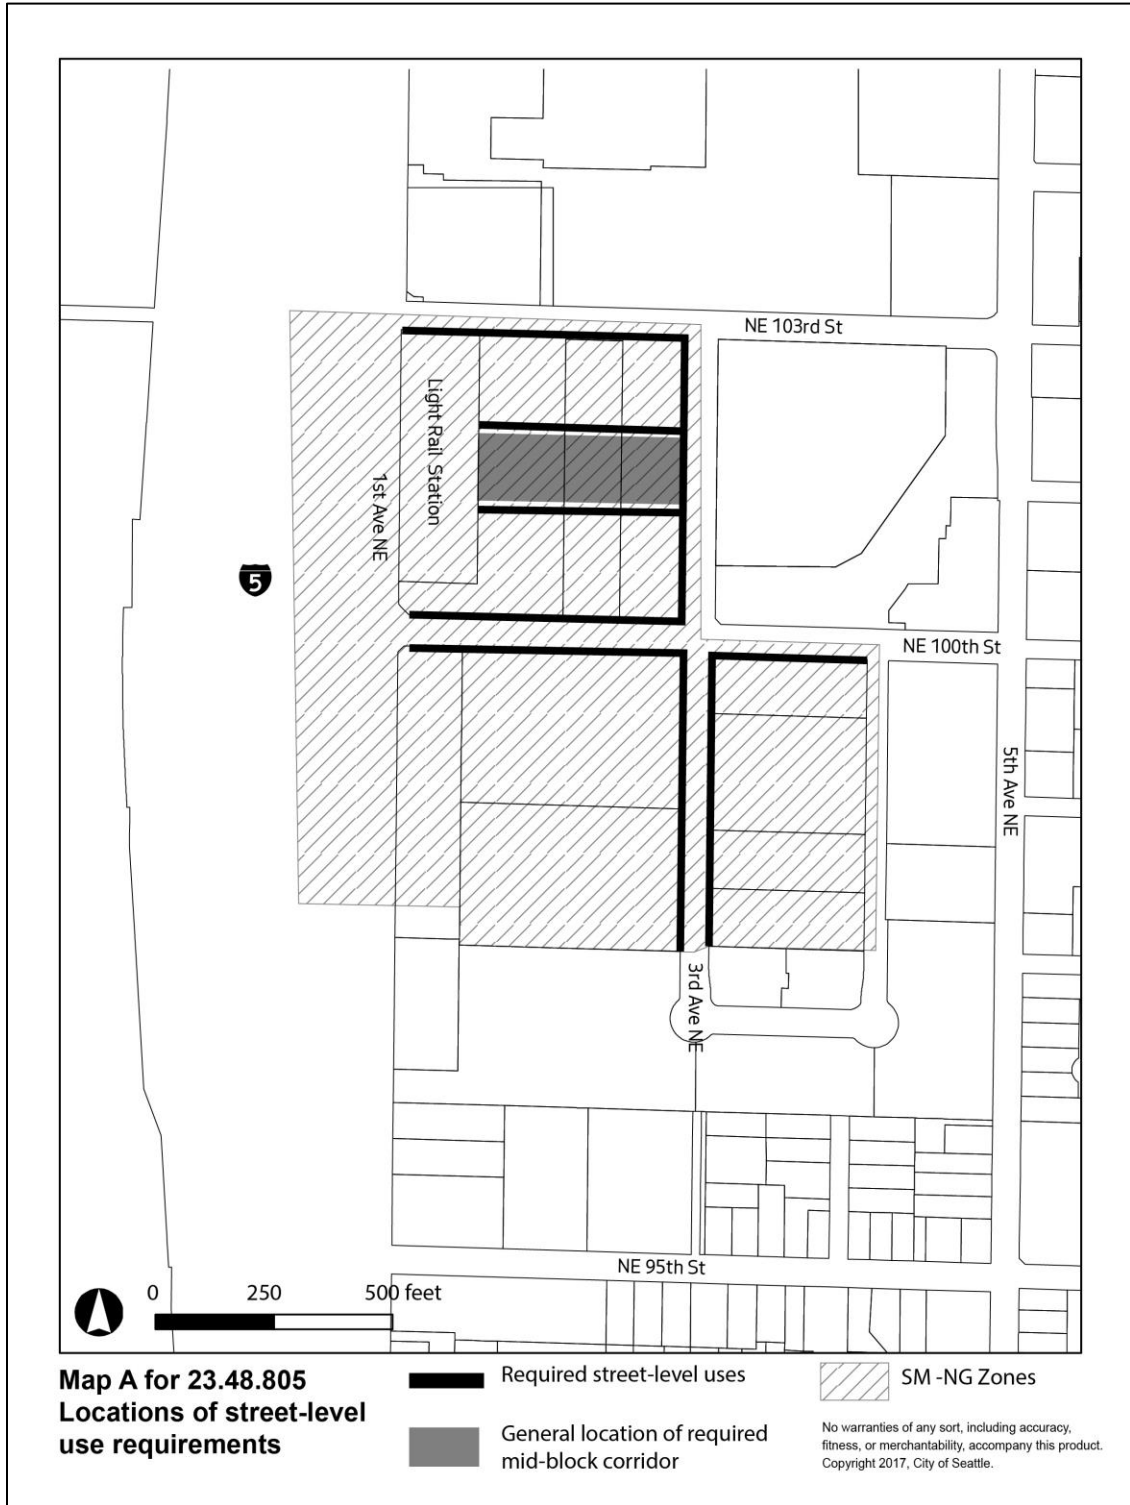 NE 103rd St
Light Rail Station
1st Ave NE
5
NE 100th St
5th Ave NE
3rd Ave NE
NE 95th St
0 250 500 feet
Map A for 23.48.805
Locations of street-level
use requirements
Required street-level uses
General location of required
mid-block corridor
SM -NG Zones
No warranties of any sort, including accuracy,
fitness, or merchantability, accompany this product.
Copyright 2017, City of Seattle.